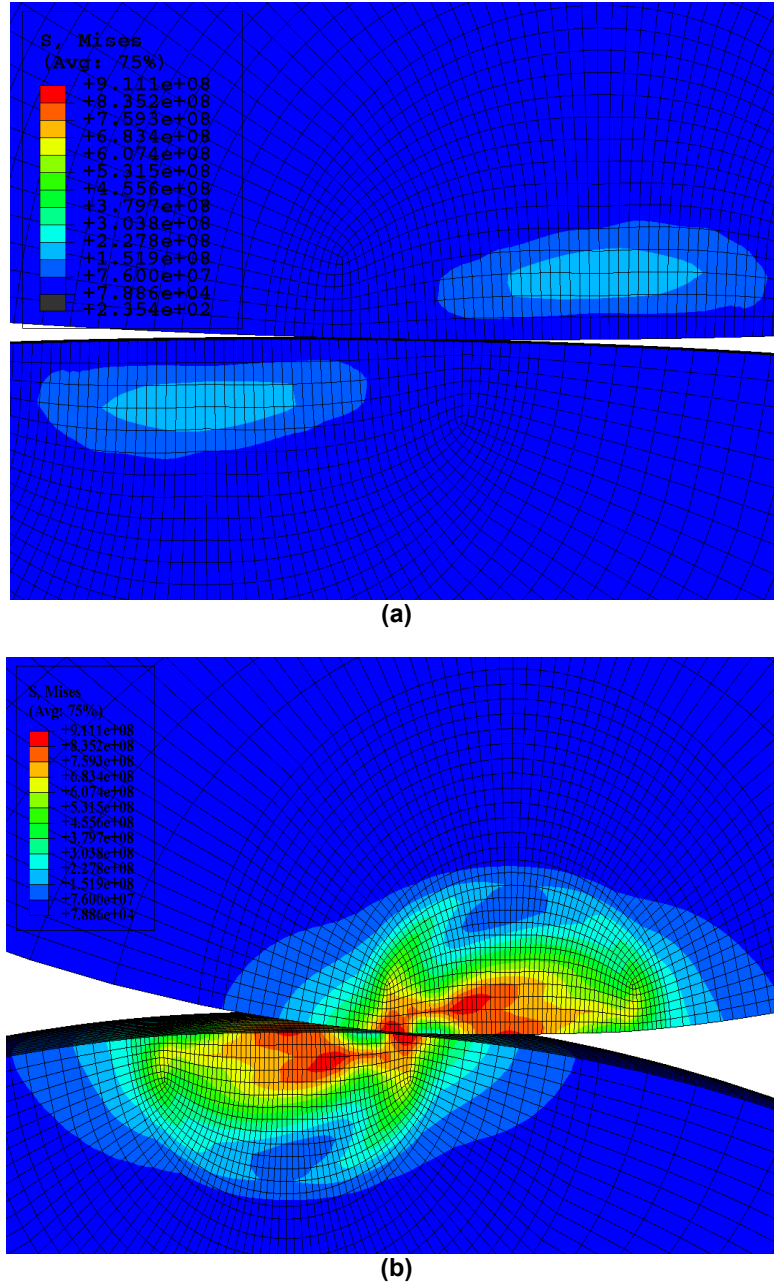 S, Mises
(Avg: 75%)
+9.111e+08
+8.352e+08
+7.593e+08
+6.834e+08
+6.074e+08
+5.315e+08
+4.556e+08
+3.797e+08
+3.038e+08
+2.278e+08
+1.519e+08
+7.600e+07
+7.886e+04
+2.354e+02
(a)
S, Mises
(Avg: 75%)
+9.111e+08
+8.352e+08
+7.593e+08
+6.834e+08
+6.074e+08
+5.315e+08
+4.556e+08
+3.797e+08
+3.038e+08
+2.278e+08
+1.519e+08
+7.600e+07
+7.886e+04
(b)